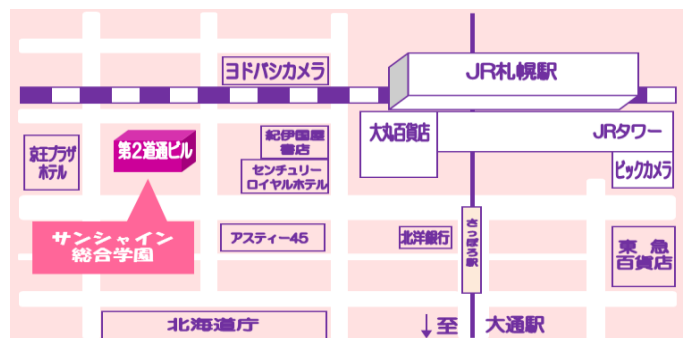 ヨドバシカメラ
JR札幌駅
大丸百貨店
JRタワー
京王プラザ
ホテル
第2道通ビル
紀伊国屋
書店
センチュリー
ロイヤルホテル
ビックカメラ
サンシャイン
総合学園
アスティー45
北洋銀行
さっぽろ駅
東急
百貨店
北海道庁
↓至 大通駅